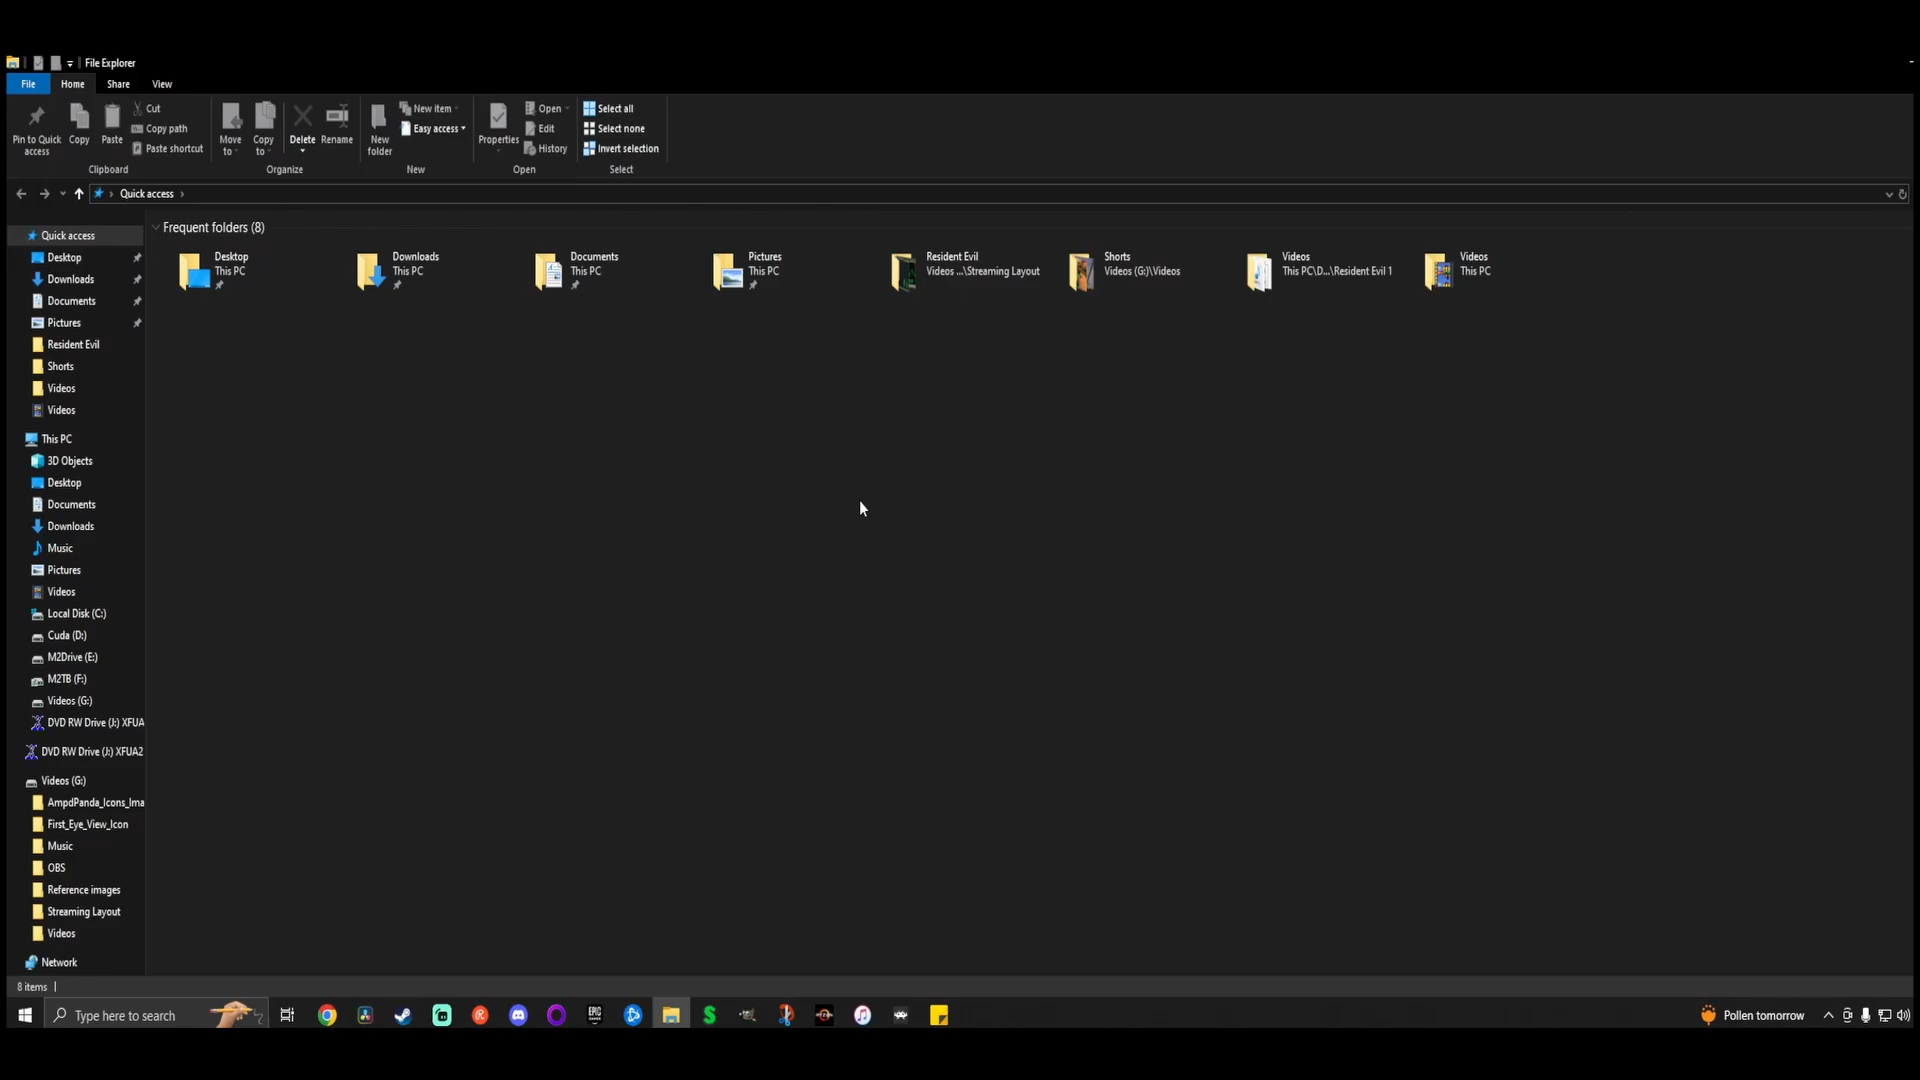 File Explorer
File Home Share View
Pin to Quick access
Copy
Paste
Cut
Copy path
Paste shortcut
Clipboard
Move to
Copy to
Delete
Rename
Organize
New folder
New item
Easy access
New
Properties
Open
Edit
History
Open
Select all
Select none
Invert selection
Select
Quick access
Frequent folders (8)
Desktop
This PC
Downloads
This PC
Documents
This PC
Pictures
This PC
Resident Evil
Videos ...\Streaming Layout
Shorts
Videos (G:)\Videos
Videos
This PC\D...\Resident Evil 1
Videos
This PC
Quick access
Desktop
Downloads
Documents
Pictures
Resident Evil
Shorts
Videos
Videos
This PC
3D Objects
Desktop
Documents
Downloads
Music
Pictures
Videos
Local Disk (C:)
Cuda (D:)
M2Drive (E:)
M2TB (F:)
Videos (G:)
DVD RW Drive (J:) XFUA
DVD RW Drive (J:) XFUA2
Videos (G:)
AmpdPanda_Icons_Ima
First_Eye_View_Icon
Music
OBS
Reference images
Streaming Layout
Videos
Network
8 items
Type here to search
EPIC
GAMES
Pollen tomorrow